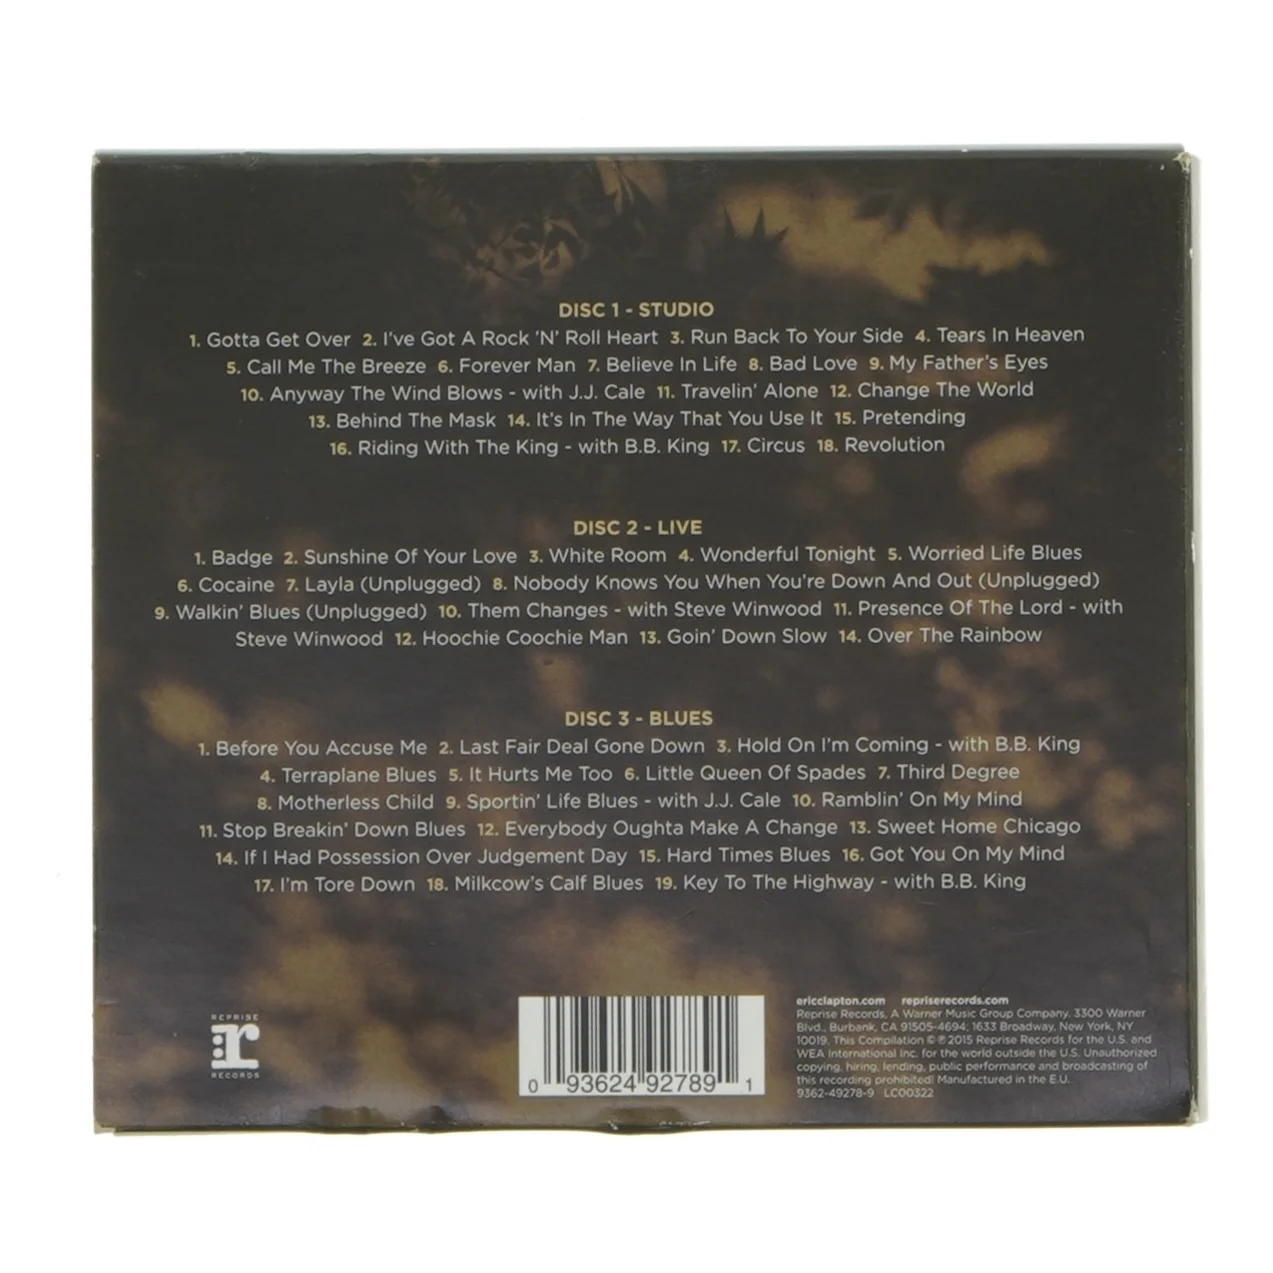 DISC 1 - STUDIO
1. Gotta Get Over 2. I've Got A Rock 'N' Roll Heart 3. Run Back To Your Side 4. Tears In Heaven
5. Call Me The Breeze 6. Forever Man 7. Believe In Life 8. Bad Love 9. My Father's Eyes
10. Anyway The Wind Blows - with J.J. Cale 11. Travelin' Alone 12. Change The World
13. Behind The Mask 14. It's In The Way That You Use It 15. Pretending
16. Riding With The King - with B.B. King 17. Circus 18. Revolution
DISC 2 - LIVE
1. Badge 2. Sunshine Of Your Love 3. White Room 4. Wonderful Tonight 5. Worried Life Blues
6. Cocaine 7. Layla (Unplugged) 8. Nobody Knows You When You're Down And Out (Unplugged)
9. Walkin' Blues (Unplugged) 10. Them Changes - with Steve Winwood 11. Presence Of The Lord - with
Steve Winwood 12. Hoochie Coochie Man 13. Goin' Down Slow 14. Over The Rainbow
DISC 3 - BLUES
1. Before You Accuse Me 2. Last Fair Deal Gone Down 3. Hold On I'm Coming - with B.B. King
4. Terraplane Blues 5. It Hurts Me Too 6. Little Queen Of Spades 7. Third Degree
8. Motherless Child 9. Sportin' Life Blues - with J.J. Cale 10. Ramblin' On My Mind
11. Stop Breakin' Down Blues 12. Everybody Oughta Make A Change 13. Sweet Home Chicago
14. If I Had Possession Over Judgement Day 15. Hard Times Blues 16. Got You On My Mind
17. I'm Tore Down 18. Milkcow's Calf Blues 19. Key To The Highway - with B.B. King
REPRISE
r
RECORDS
0 93624 92789 1
ericclapton.com reprisererecords.com
Reprise Records, A Warner Music Group Company. 3300 Warner
Blvd., Burbank, CA 91505-4694; 1633 Broadway, New York, NY
10019. This Compilation © ℗ 2015 Reprise Records for the U.S. and
WEA International Inc. for the world outside the U.S. Unauthorized
copying, hiring, lending, public performance and broadcasting of
this recording prohibited! Manufactured in the E.U.
9362-49278-9 LC00322